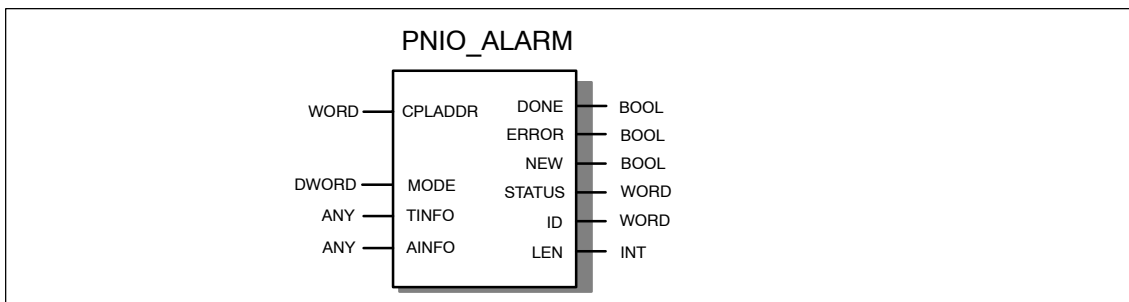 PNIO_ALARM
WORD CPLADDR DONE BOOL
ERROR BOOL
NEW BOOL
DWORD MODE STATUS WORD
ANY TINFO ID WORD
ANY AINFO LEN INT